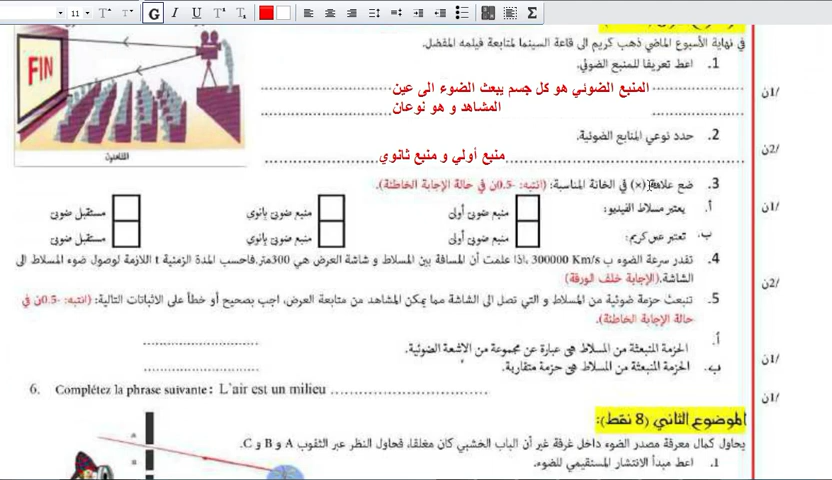 11
G I U T T
Σ
في نهاية الأسبوع الماضي ذهب كريم الى قاعة السينما لمتابعة فيلمه المفضل.
FIN
1. اعط تعريفا للمنبع الضوئي.
المنبع الضوئي هو كل جسم يبعث الضوء الى عين
المشاهد و هو نوعان
/1ن
2. حدد نوعي المنابع الضوئية.
/2ن
منبع أولي و منبع ثانوي
3. ضع علامة (×) في الخانة المناسبة: (انتبه: -0.5ن في حالة الإجابة الخاطئة).
أ. يعتبر مسلاط الفيديو: منبع ضوئي أولي منبع ضوئي ثانوي مستقبل ضوئي
/1ن
ب. تعتبر عين كريم: منبع ضوئي أولي منبع ضوئي ثانوي مستقبل ضوئي
4. تقدر سرعة الضوء ب 300000 Km/s ،اذا علمت أن المسافة بين المسلاط و شاشة العرض هي 300متر.فاحسب المدة الزمنية t اللازمة لوصول ضوء المسلاط الى
الشاشة.(الإجابة خلف الورقة)
/2ن
5. تنبعث حزمة ضوئية من المسلاط و التي تصل الى الشاشة مما يمكن المشاهد من متابعة العرض، اجب بصحيح أو خطأ على الاثباتات التالية: (انتبه: -0.5ن في
حالة الإجابة الخاطئة).
أ. الحزمة المنبعثة من المسلاط هي عبارة عن مجموعة من الاشعة الضوئية.
/1ن
ب. الحزمة المنبعثة من المسلاط هي حزمة متقاربة.
6. Complétez la phrase suivante: L'air est un milieu ................................
/1ن
الموضوع الثاني (8 نقط):
يحاول كمال معرفة مصدر الضوء داخل غرفة غير أن الباب الخشبي كان مغلقا، فحاول النظر عبر الثقوب A و B و C.
1. اعط مبدأ الانتشار المستقيمي للضوء.